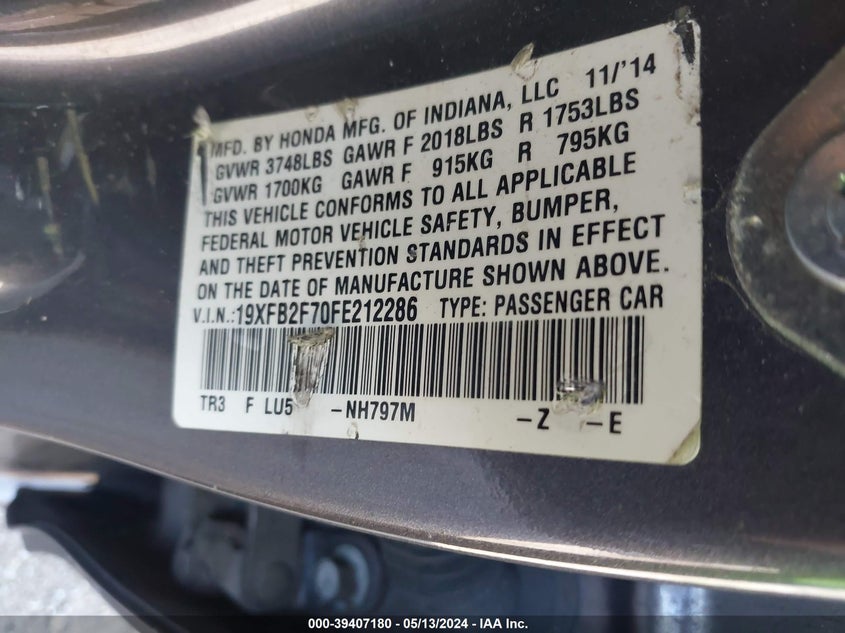 MFD. BY HONDA MFG. OF INDIANA, LLC 11/'14
GVWR 3748LBS GAWR F 2018LBS R 1753LBS
GVWR 1700KG GAWR F 915KG R 795KG
THIS VEHICLE CONFORMS TO ALL APPLICABLE
FEDERAL MOTOR VEHICLE SAFETY, BUMPER,
AND THEFT PREVENTION STANDARDS IN EFFECT
ON THE DATE OF MANUFACTURE SHOWN ABOVE.
V.I.N.:19XFB2F70FE212286 TYPE: PASSENGER CAR
TR3 F LU5 -NH797M -Z -E
000-39407180 / 05/13/2024 - IAA Inc.